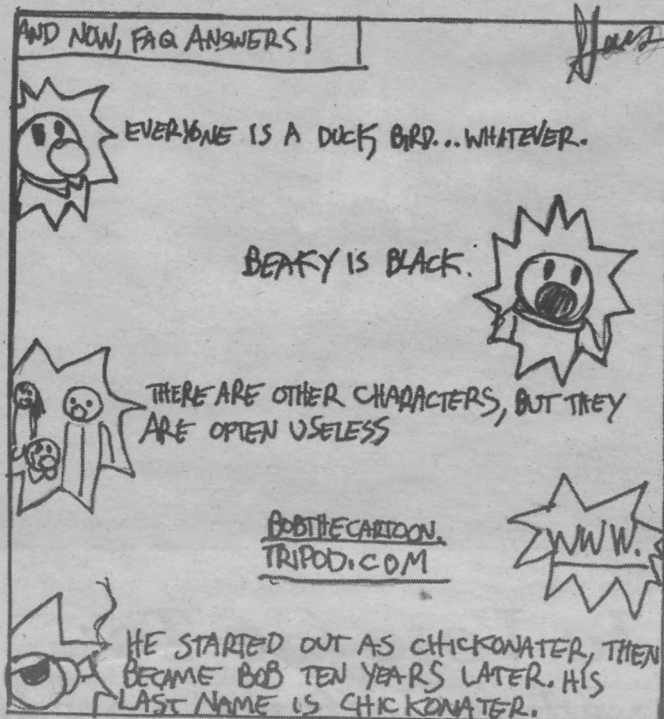 AND NOW, FAQ ANSWERS!
EVERYONE IS A DUCK BIRD...WHATEVER.
BEAKY IS BLACK.
THERE ARE OTHER CHARACTERS, BUT THEY
ARE OFTEN USELESS
BOBTHECARTOON.
TRIPOD.COM
WWW.
HE STARTED OUT AS CHICKONATER, THEN
BECAME BOB TEN YEARS LATER. HIS
LAST NAME IS CHICKONATER.